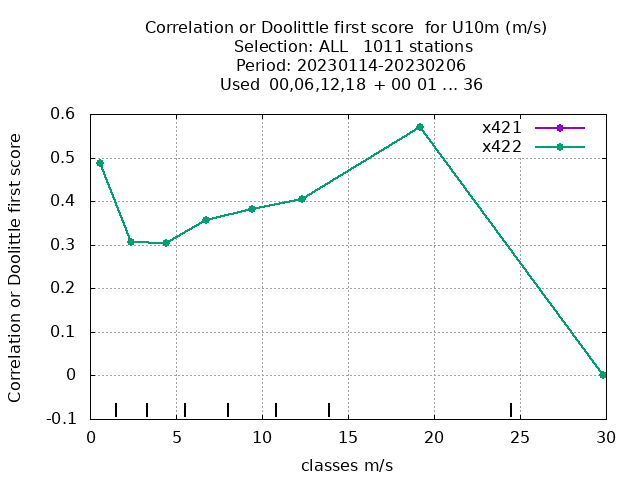 Correlation or Doolittle first score  for U10m (m/s)
Selection: ALL   1011 stations
Period: 20230114-20230206
Used  00,06,12,18  + 00 01 ... 36
Correlation or Doolittle first score
0.6
0.5
0.4
0.3
0.2
0.1
0
-0.1
x421
x422
0 5 10 15 20 25 30
classes m/s